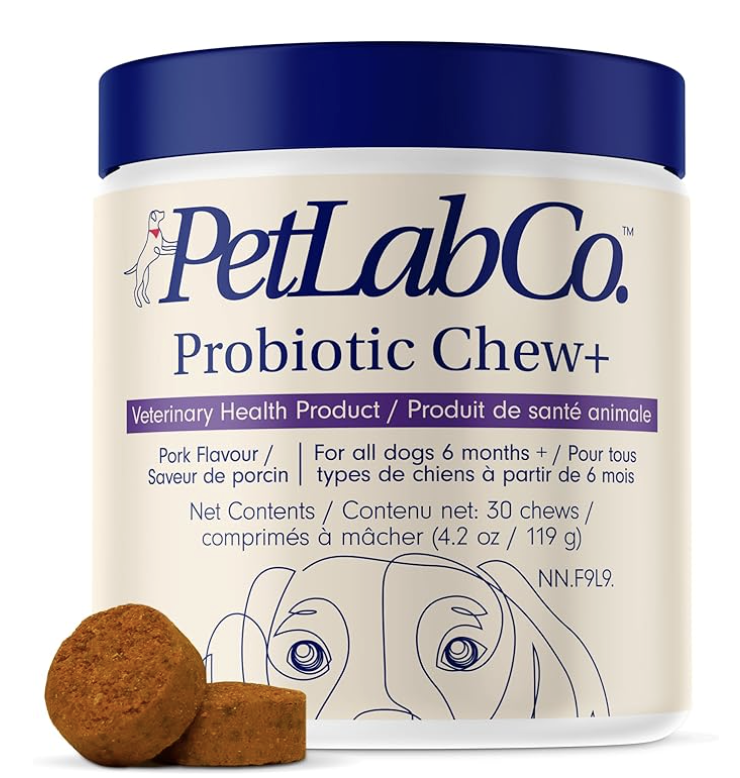 PetLabCo.™
Probiotic Chew+
Veterinary Health Product / Produit de santé animale
Pork Flavour /
Saveur de porcin
For all dogs 6 months + / Pour tous
types de chiens à partir de 6 mois
Net Contents / Contenu net: 30 chews /
comprimés à mâcher (4.2 oz / 119 g)
NN.F9L9.